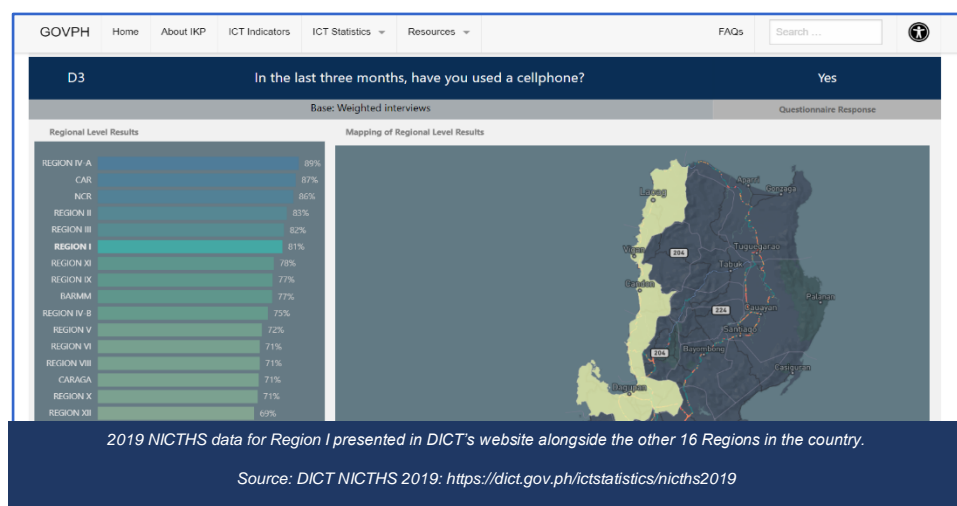 GOVPH Home About IKP ICT Indicators ICT Statistics Resources FAQs Search ...
D3 In the last three months, have you used a cellphone? Yes
Base: Weighted interviews Questionnaire Response
Regional Level Results Mapping of Regional Level Results
REGION IV-A 89%
CAR 87%
NCR 86%
REGION II 83%
REGION III 82%
REGION I 81%
REGION XI 78%
REGION IX 77%
BARMM 77%
REGION IV-B 75%
REGION V 72%
REGION VI 71%
REGION VIII 71%
CARAGA 71%
REGION X 71%
REGION XII 69%
Aparri
Gonzaga
Laoag
Vigan
204
Tuguegarao
Tabuk
Candon
Palanan
224
Cauayan
Santiago
204
Bayombong
Casiguran
Dagupan
2019 NICTHS data for Region I presented in DICT's website alongside the other 16 Regions in the country.
Source: DICT NICTHS 2019: https://dict.gov.ph/ictstatistics/nicths2019